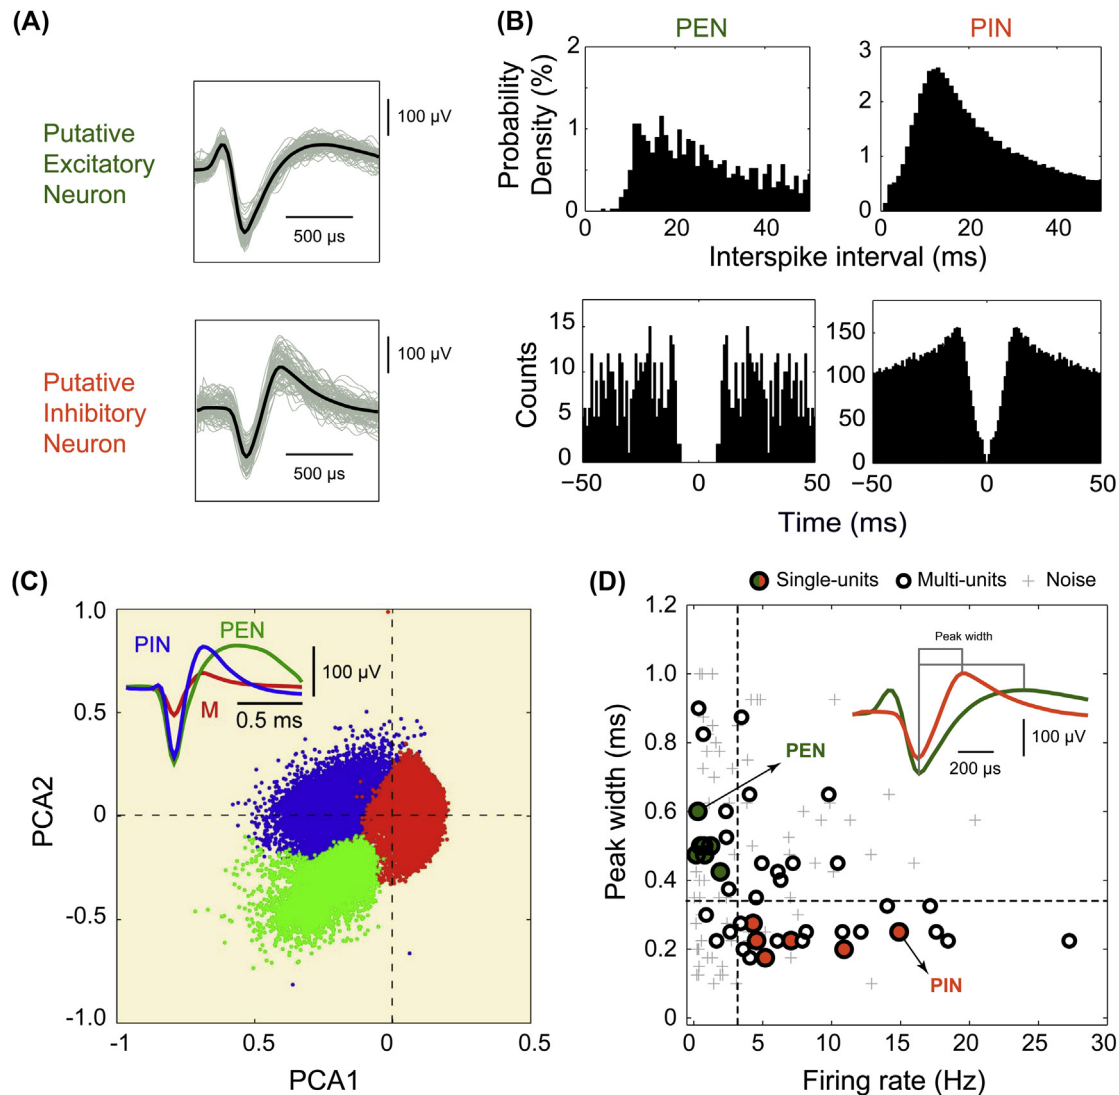 (A)
Putative
Excitatory
Neuron
100 µV
500 µs
Putative
Inhibitory
Neuron
100 µV
500 µs
(B)
PEN
PIN
Probability
Density (%)
2
1
0
3
2
1
0
20
40
0
20
40
Interspike interval (ms)
Counts
15
10
5
0
150
100
50
0
−50
0
50
−50
0
50
Time (ms)
(C)
PCA2
1.0
0.5
0
-0.5
-1.0
PIN
PEN
M
100 µV
0.5 ms
-1
0.5
0
0.5
PCA1
(D)
Single-units
Multi-units
Noise
Peak width (ms)
1.2
1.0
0.8
0.6
0.4
0.2
0
Peak width
100 µV
200 µs
PEN
PIN
0
5
10
15
20
25
30
Firing rate (Hz)